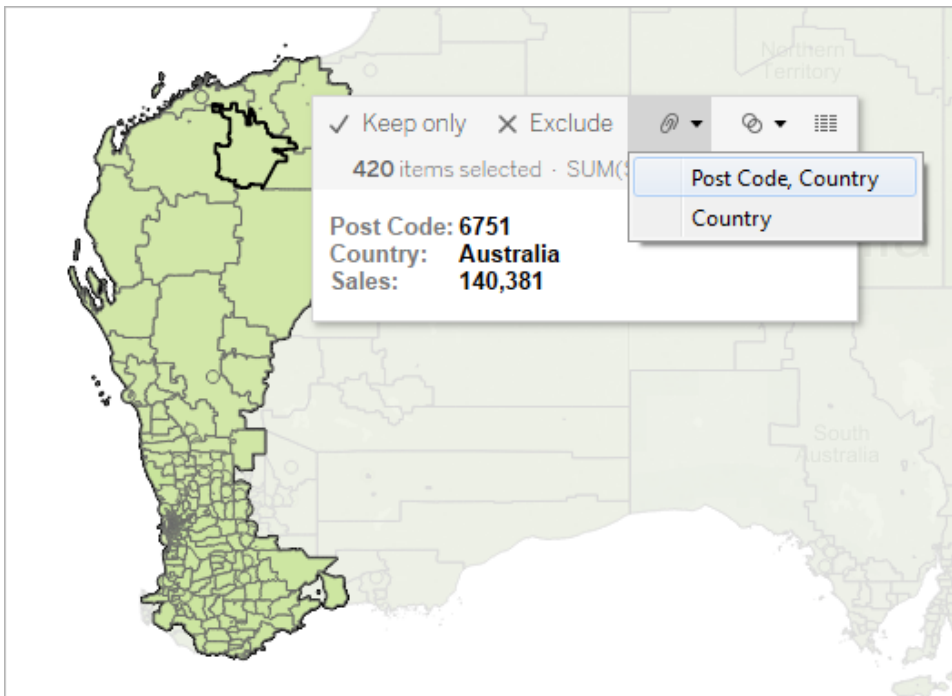 Northern
Territory
Keep only Exclude
420 items selected · SUM(
Post Code, Country
Country
Post Code: 6751
Country: Australia
Sales: 140,381
South
Australia